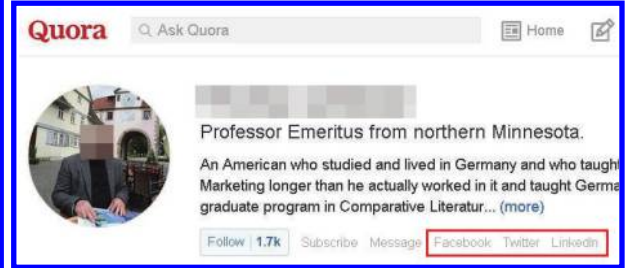 Quora Ask Quora Home
Professor Emeritus from northern Minnesota.
An American who studied and lived in Germany and who taught
Marketing longer than he actually worked in it and taught Germa
graduate program in Comparative Literatur... (more)
Follow 1.7k Subscribe Message Facebook Twitter LinkedIn